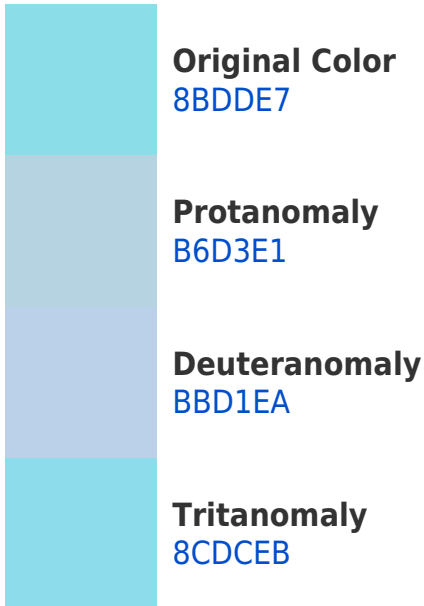 Original Color
8BDDE7
Protanomaly
B6D3E1
Deuteranomaly
BBD1EA
Tritanomaly
8CDCEB